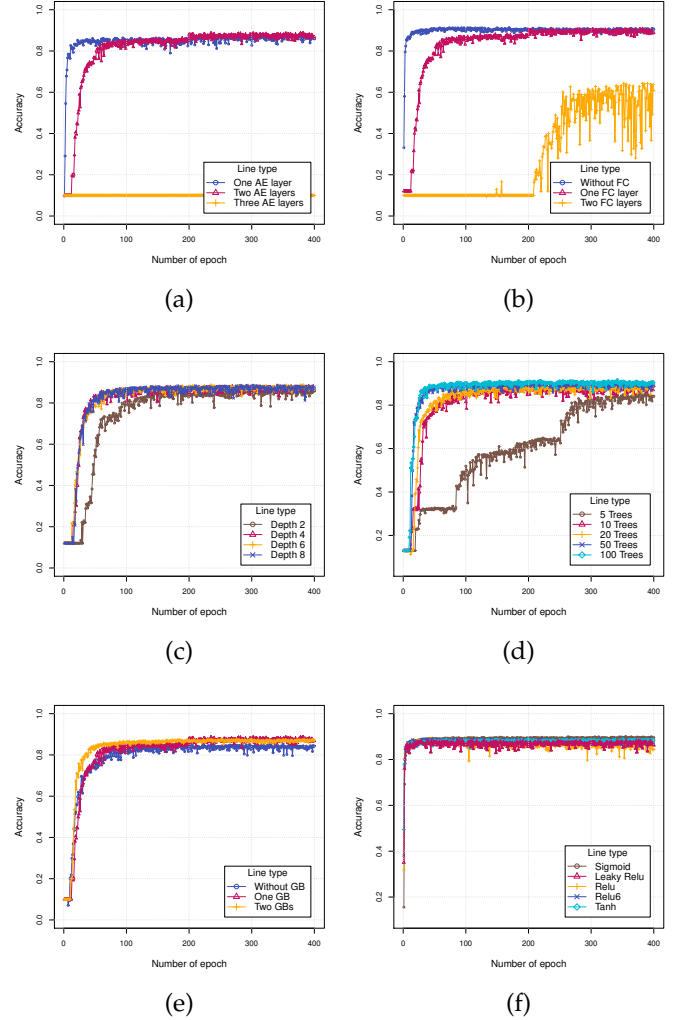 1.0
0.8
0.6
0.4
0.2
0.0
Accuracy
Line type
One AE layer
Two AE layers
Three AE layers
0 100 200 300 400
Number of epoch
(a)
1.0
0.8
0.6
0.4
0.2
0.0
Accuracy
Line type
Without FC
One FC layer
Two FC layers
0 100 200 300 400
Number of epoch
(b)
1.0
0.8
0.6
0.4
0.2
0.0
Accuracy
Line type
Depth 2
Depth 4
Depth 6
Depth 8
0 100 200 300 400
Number of epoch
(c)
1.0
0.8
0.6
0.4
0.2
Accuracy
Line type
5 Trees
10 Trees
20 Trees
50 Trees
100 Trees
0 100 200 300 400
Number of epoch
(d)
1.0
0.8
0.6
0.4
0.2
0.0
Accuracy
Line type
Without GB
One GB
Two GBs
0 100 200 300 400
Number of epoch
(e)
1.0
0.8
0.6
0.4
0.2
Accuracy
Line type
Sigmoid
Leaky Relu
Relu
Relu6
Tanh
0 100 200 300 400
Number of epoch
(f)